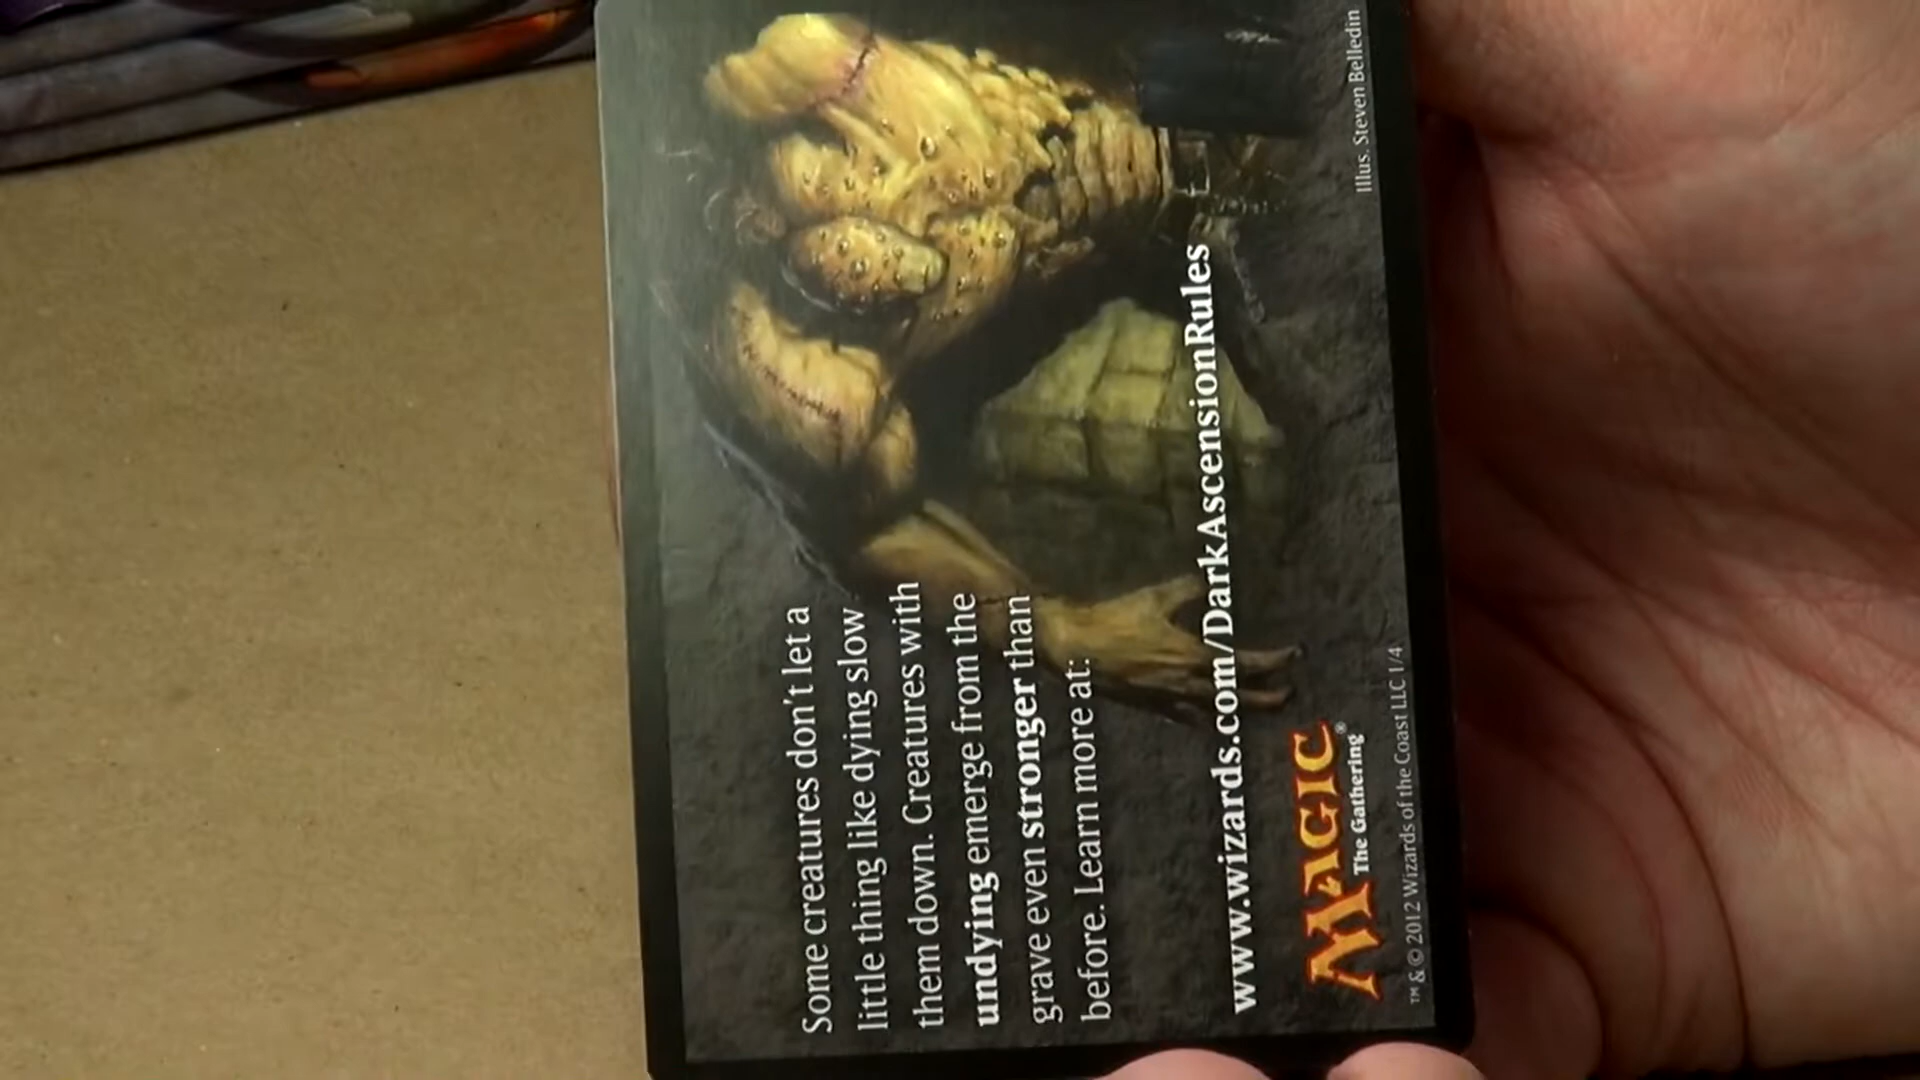 Some creatures don't let a
little thing like dying slow
them down. Creatures with
undying emerge from the
grave even stronger than
before. Learn more at:
www.wizards.com/DarkAscensionRules
MAGIC
The Gathering®
™ & © 2012 Wizards of the Coast LLC 1/4
Illus. Steven Belledin